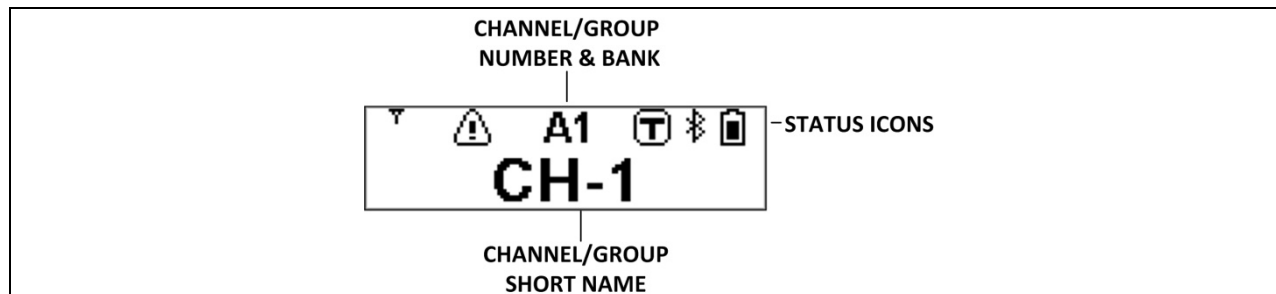 CHANNEL/GROUP
NUMBER & BANK
A1 T
STATUS ICONS
CH-1
CHANNEL/GROUP
SHORT NAME